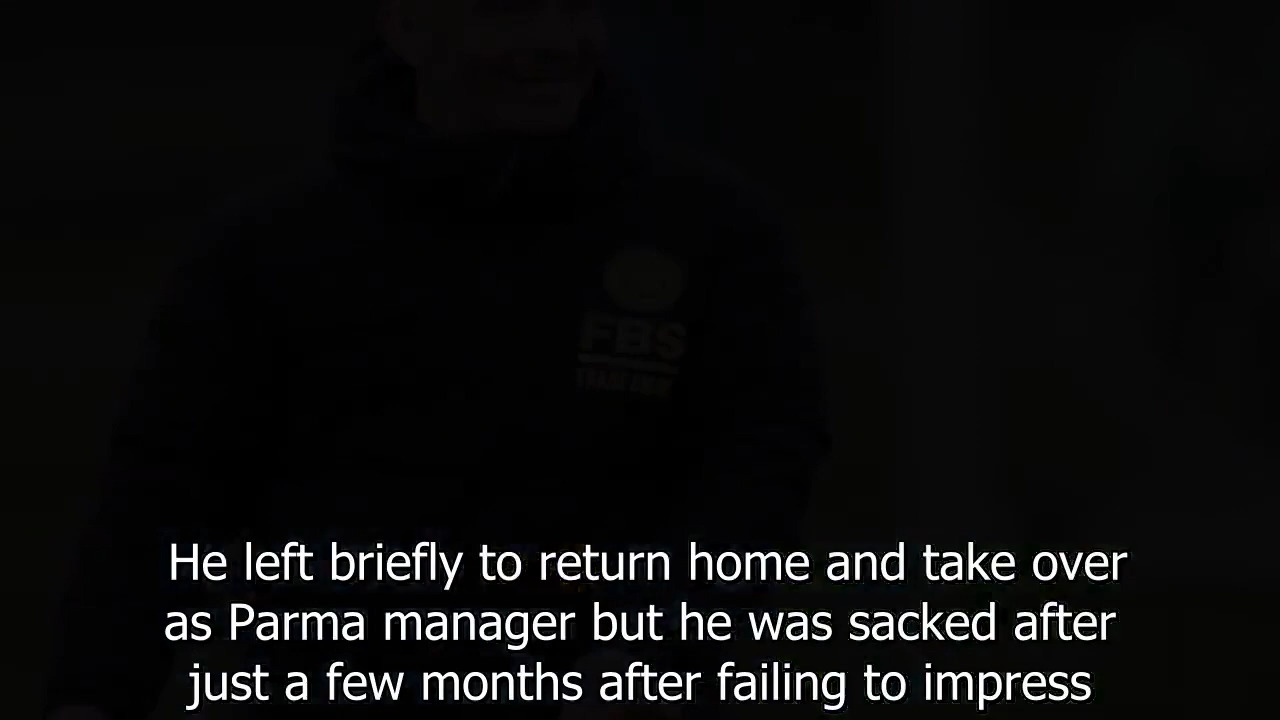 FBS
He left briefly to return home and take over
as Parma manager but he was sacked after
just a few months after failing to impress